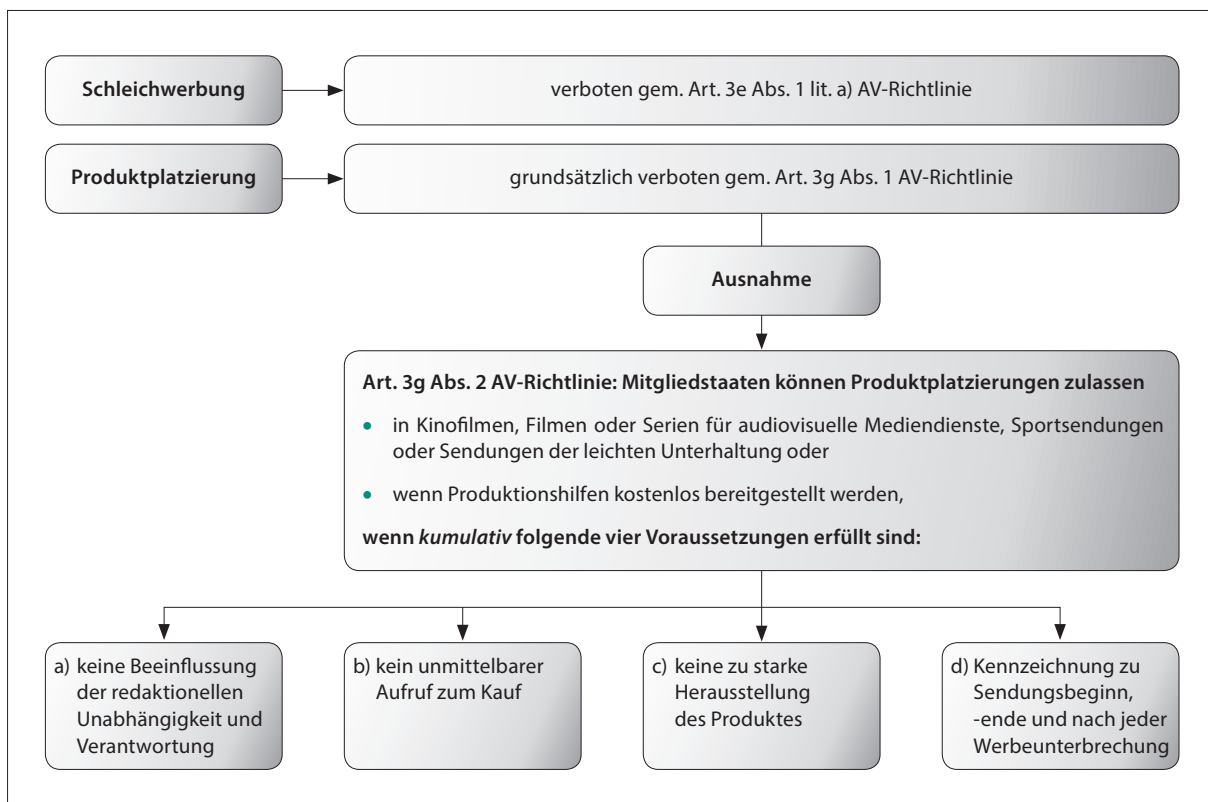 Schleichwerbung
verboten gem. Art. 3e Abs. 1 lit. a) AV-Richtlinie
Produktplatzierung
grundsätzlich verboten gem. Art. 3g Abs. 1 AV-Richtlinie
Ausnahme
Art. 3g Abs. 2 AV-Richtlinie: Mitgliedstaaten können Produktplatzierungen zulassen
• in Kinofilmen, Filmen oder Serien für audiovisuelle Mediendienste, Sportsendungen
oder Sendungen der leichten Unterhaltung oder
• wenn Produktionshilfen kostenlos bereitgestellt werden,
wenn kumulativ folgende vier Voraussetzungen erfüllt sind:
a) keine Beeinflussung
der redaktionellen
Unabhängigkeit und
Verantwortung
b) kein unmittelbarer
Aufruf zum Kauf
c) keine zu starke
Herausstellung
des Produktes
d) Kennzeichnung zu
Sendungsbeginn,
-ende und nach jeder
Werbeunterbrechung